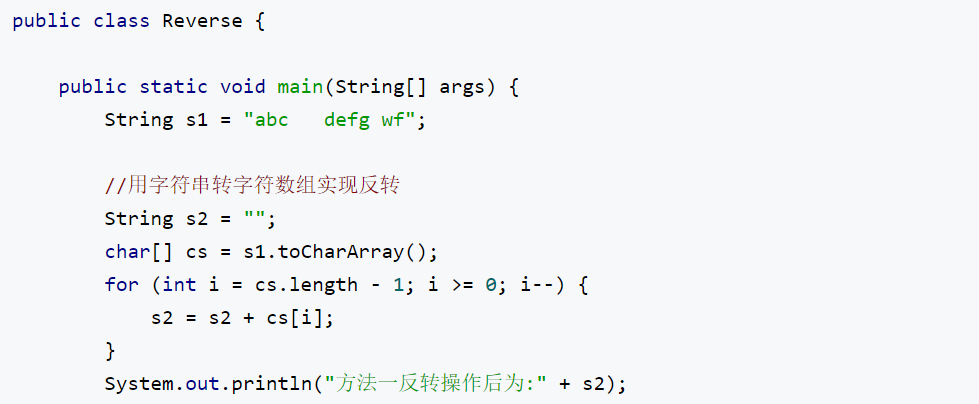 public class Reverse {
    public static void main(String[] args) {
        String s1 = "abc   defg wf";
        //用字符串转字符数组实现反转
        String s2 = "";
        char[] cs = s1.toCharArray();
        for (int i = cs.length - 1; i >= 0; i--) {
            s2 = s2 + cs[i];
        }
        System.out.println("方法一反转操作后为:" + s2);